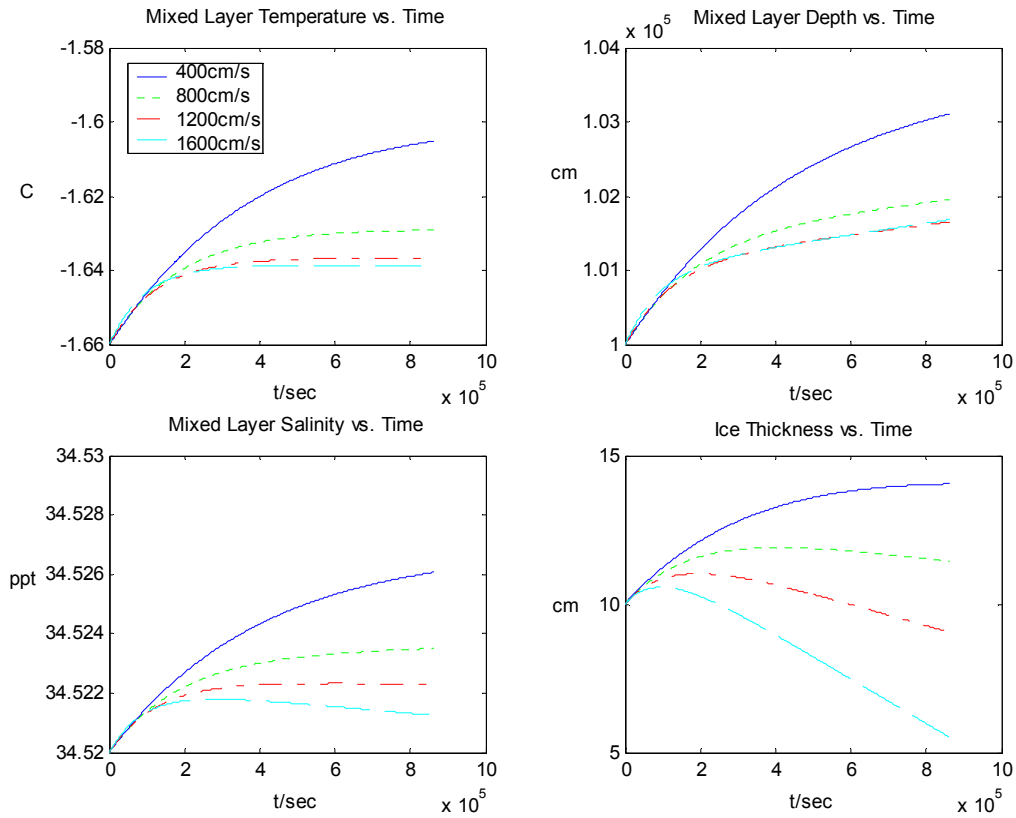 Mixed Layer Temperature vs. Time
-1.58
-1.6
-1.62
-1.64
-1.66
C
400cm/s
800cm/s
1200cm/s
1600cm/s
0 2 4 6 8 10
t/sec
x 10^5
Mixed Layer Depth vs. Time
x 10^5
1.04
1.03
1.02
1.01
1
cm
0 2 4 6 8 10
t/sec
x 10^5
Mixed Layer Salinity vs. Time
34.53
34.528
34.526
34.524
34.522
34.52
ppt
0 2 4 6 8 10
t/sec
x 10^5
Ice Thickness vs. Time
15
10
5
cm
0 2 4 6 8 10
t/sec
x 10^5